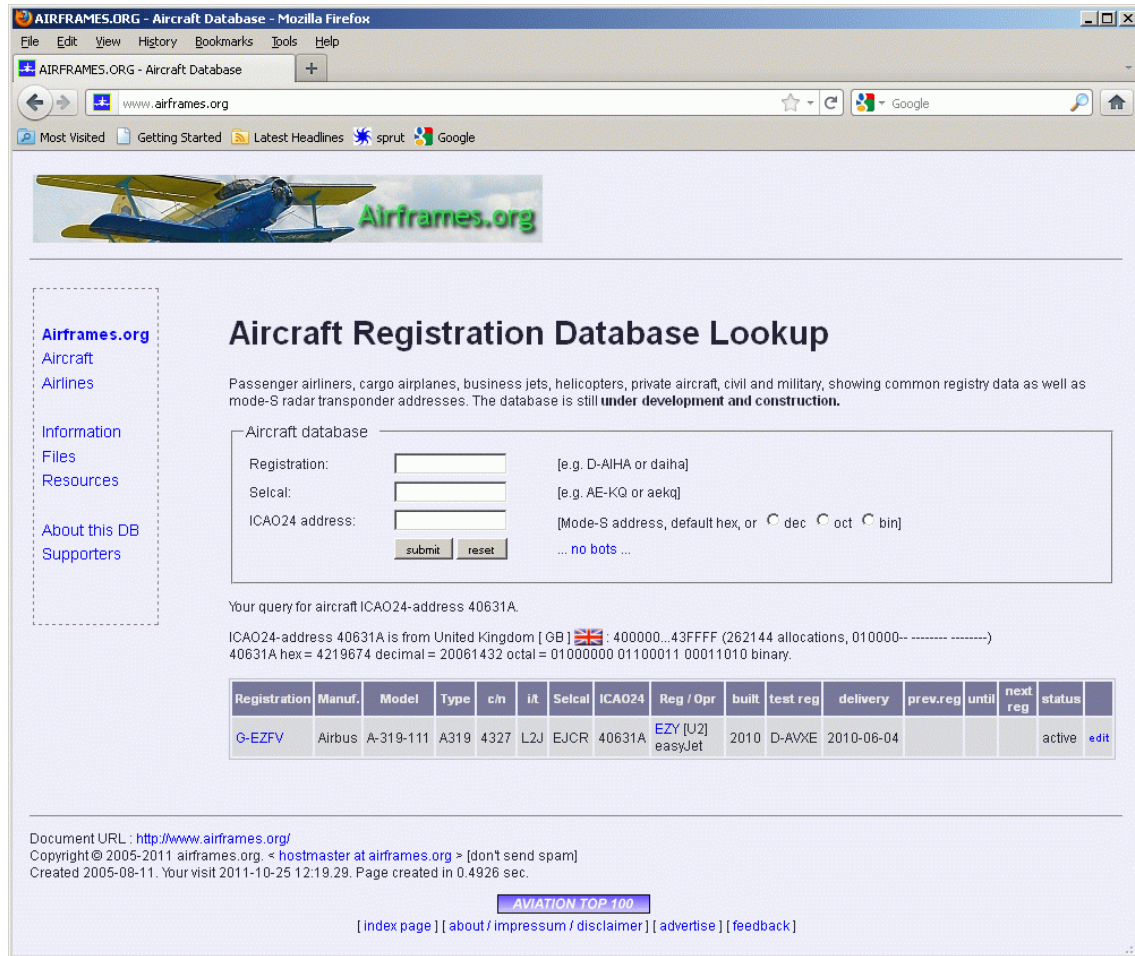 AIRFRAMES.ORG - Aircraft Database - Mozilla Firefox
File Edit View History Bookmarks Tools Help
AIRFRAMES.ORG - Aircraft Database
www.airframes.org
Google
Most Visited Getting Started Latest Headlines sprut Google
Airframes.org
Airframes.org
Aircraft
Airlines
Information
Files
Resources
About this DB
Supporters
Aircraft Registration Database Lookup
Passenger airliners, cargo airplanes, business jets, helicopters, private aircraft, civil and military, showing common registry data as well as
mode-S radar transponder addresses. The database is still under development and construction.
Aircraft database
Registration: [e.g. D-AIHA or daiha]
Selcal: [e.g. AE-KQ or aekq]
ICAO24 address: [Mode-S address, default hex, or dec oct bin]
submit reset ... no bots ...
Your query for aircraft ICAO24-address 40631A.
ICAO24-address 40631A is from United Kingdom [ GB ] : 400000...43FFFF (262144 allocations, 010000-- -------- --------)
40631A hex = 4219674 decimal = 20061432 octal = 01000000 01100011 00011010 binary.
Registration Manuf. Model Type c/n i/t Selcal ICAO24 Reg / Opr built test reg delivery prev.reg until next reg status
G-EZFV Airbus A-319-111 A319 4327 L2J EJCR 40631A EZY [U2] easyJet 2010 D-AVXE 2010-06-04 active edit
Document URL : http://www.airframes.org/
Copyright © 2005-2011 airframes.org. < hostmaster at airframes.org > [don't send spam]
Created 2005-08-11. Your visit 2011-10-25 12:19.29. Page created in 0.4926 sec.
AVIATION TOP 100
[ index page ] [ about / impressum / disclaimer ] [ advertise ] [ feedback ]